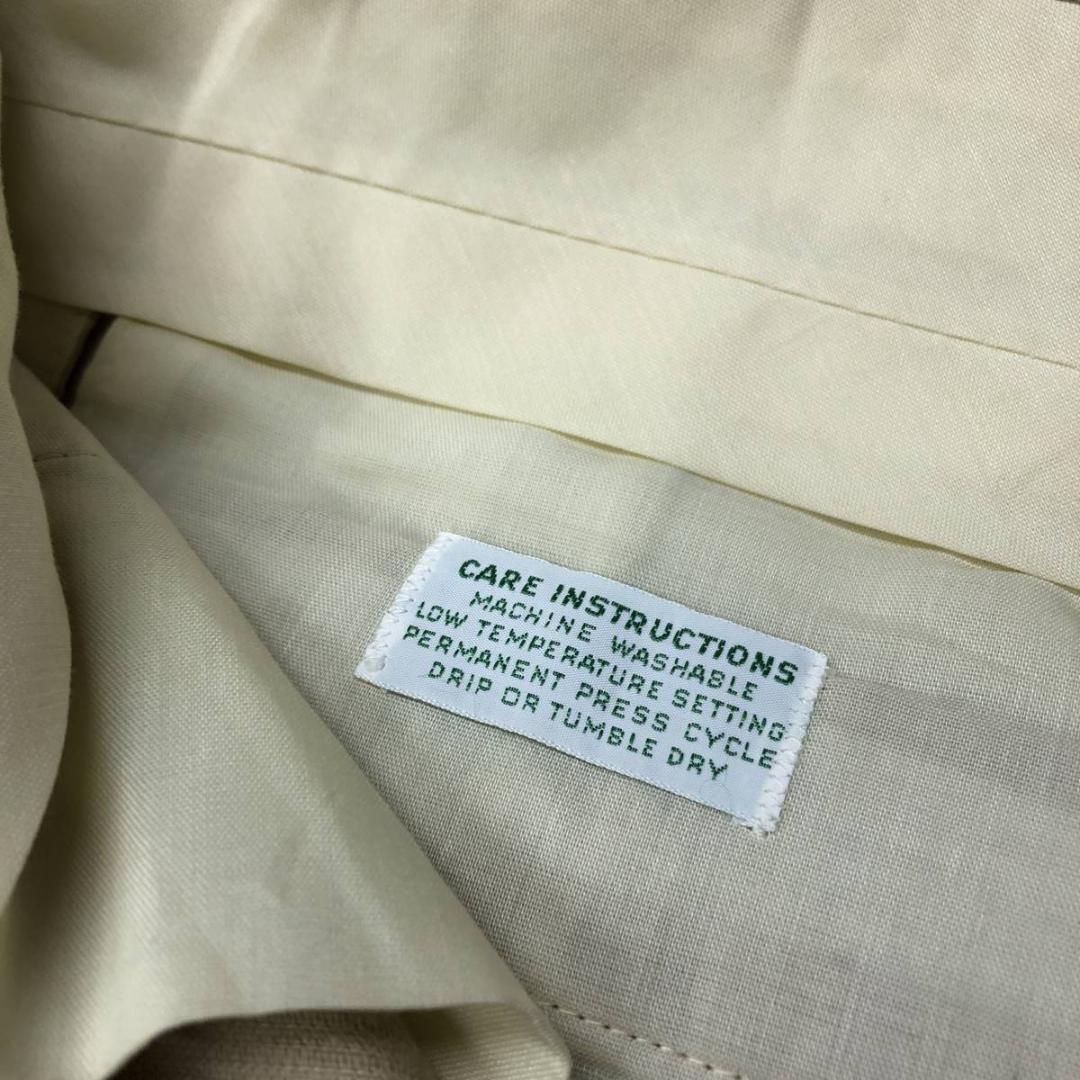 CARE INSTRUCTIONS
MACHINE WASHABLE
LOW TEMPERATURE SETTING
PERMANENT PRESS CYCLE
DRIP OR TUMBLE DRY